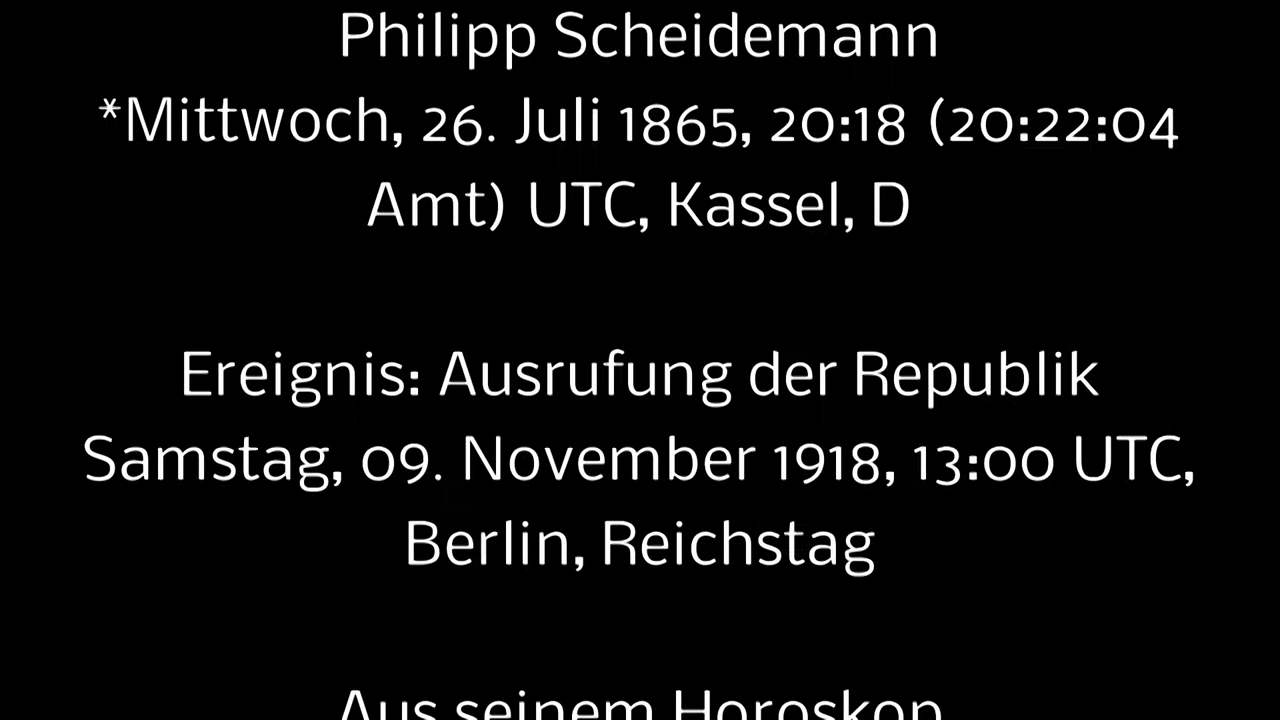 Philipp Scheidemann
*Mittwoch, 26. Juli 1865, 20:18 (20:22:04
Amt) UTC, Kassel, D
Ereignis: Ausrufung der Republik
Samstag, 09. November 1918, 13:00 UTC,
Berlin, Reichstag
Aus seinem Horoskop